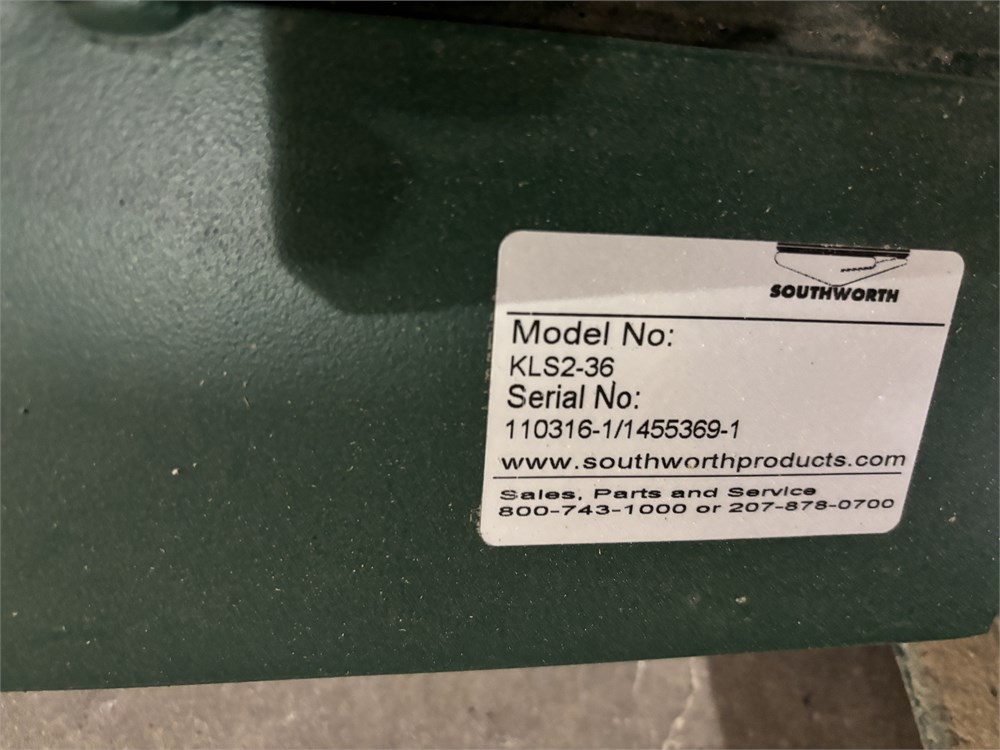 SOUTHWORTH
Model No:
KLS2-36
Serial No:
110316-1/1455369-1
www.southworthproducts.com
Sales, Parts and Service
800-743-1000 or 207-878-0700